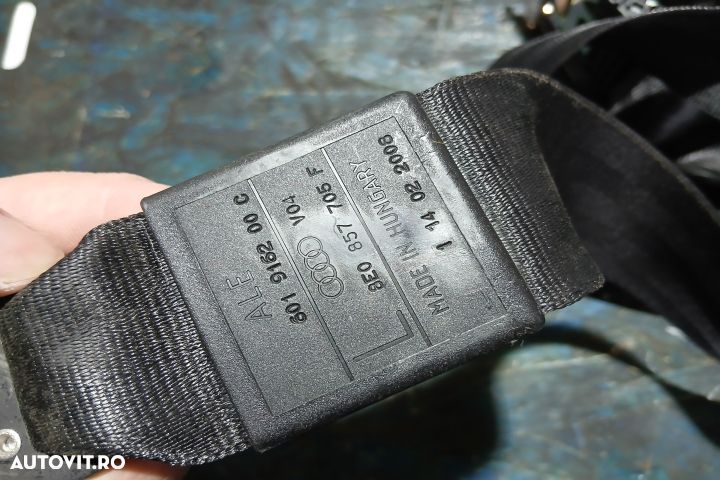 ALE
601 9162 00 C
V04
L 8E0 857 705 F
MADE IN HUNGARY
1 14 02 2008
AUTOVIT.RO